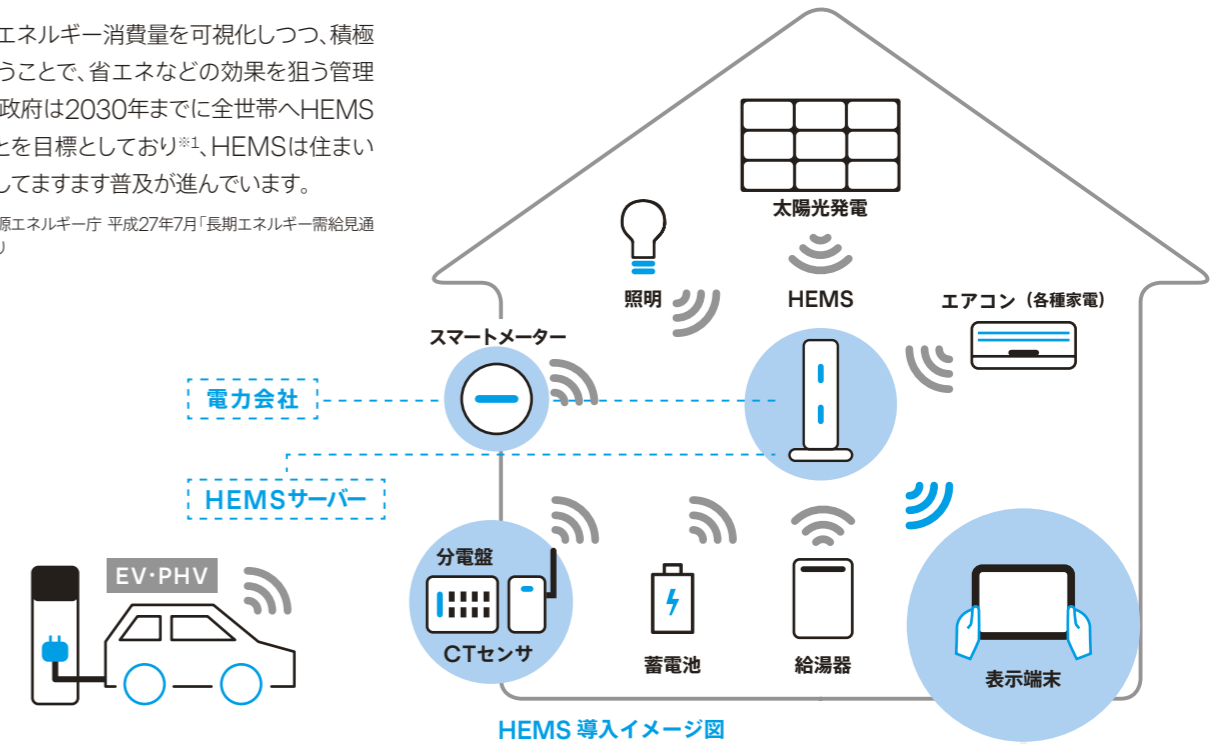 エネルギー消費量を可視化しつつ、積極
うことで、省エネなどの効果を狙う管理
政府は2030年までに全世帯へHEMS
とを目標としており※1、HEMSは住まい
してますます普及が進んでいます。
源エネルギー庁 平成27年7月「長期エネルギー需給見通
太陽光発電
照明
HEMS
エアコン（各種家電）
スマートメーター
電力会社
HEMSサーバー
分電盤
EV・PHV
CTセンサ
蓄電池
給湯器
表示端末
HEMS 導入イメージ図